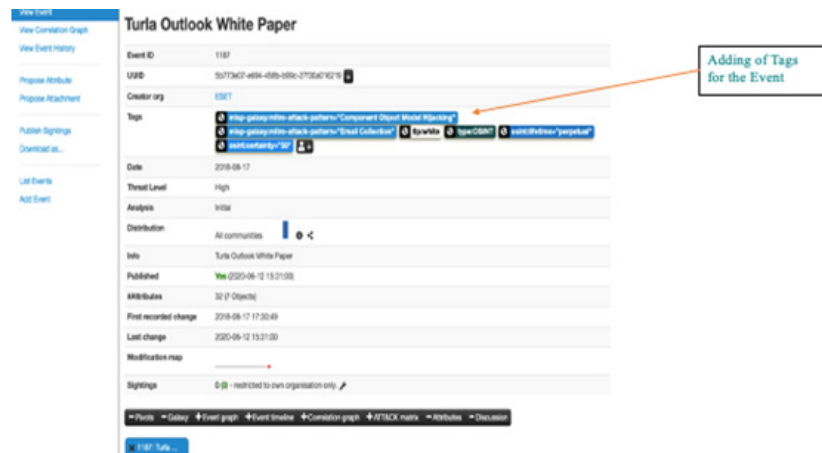 View Event
View Correlation Graph
View Event History
Propose Attribute
Propose Attachment
Publish Sightings
Download as...
List Events
Add Event
Turla Outlook White Paper
Event ID 1187
UUID
Creator org ESET
Tags misp-galaxy:mitre-attack-pattern="Component Object Model Hijacking"
misp-galaxy:mitre-attack-pattern="Email Collection" tlp:white type:OSINT osint:lifetime="perpetual"
osint:certainty="50"
Date 2018-08-17
Threat Level High
Analysis Initial
Distribution All communities
Info Turla Outlook White Paper
Published Yes (2020-06-12 15:21:00)
#Attributes 32 (7 Objects)
First recorded change 2018-08-17 17:30:49
Last change 2020-06-12 15:21:00
Modification map
Sightings 0 (0) - restricted to own organisation only.
Pivots Galaxy Event graph Event timeline Correlation graph ATT&CK matrix Attributes Discussion
1187: Turla ...
Adding of Tags
for the Event